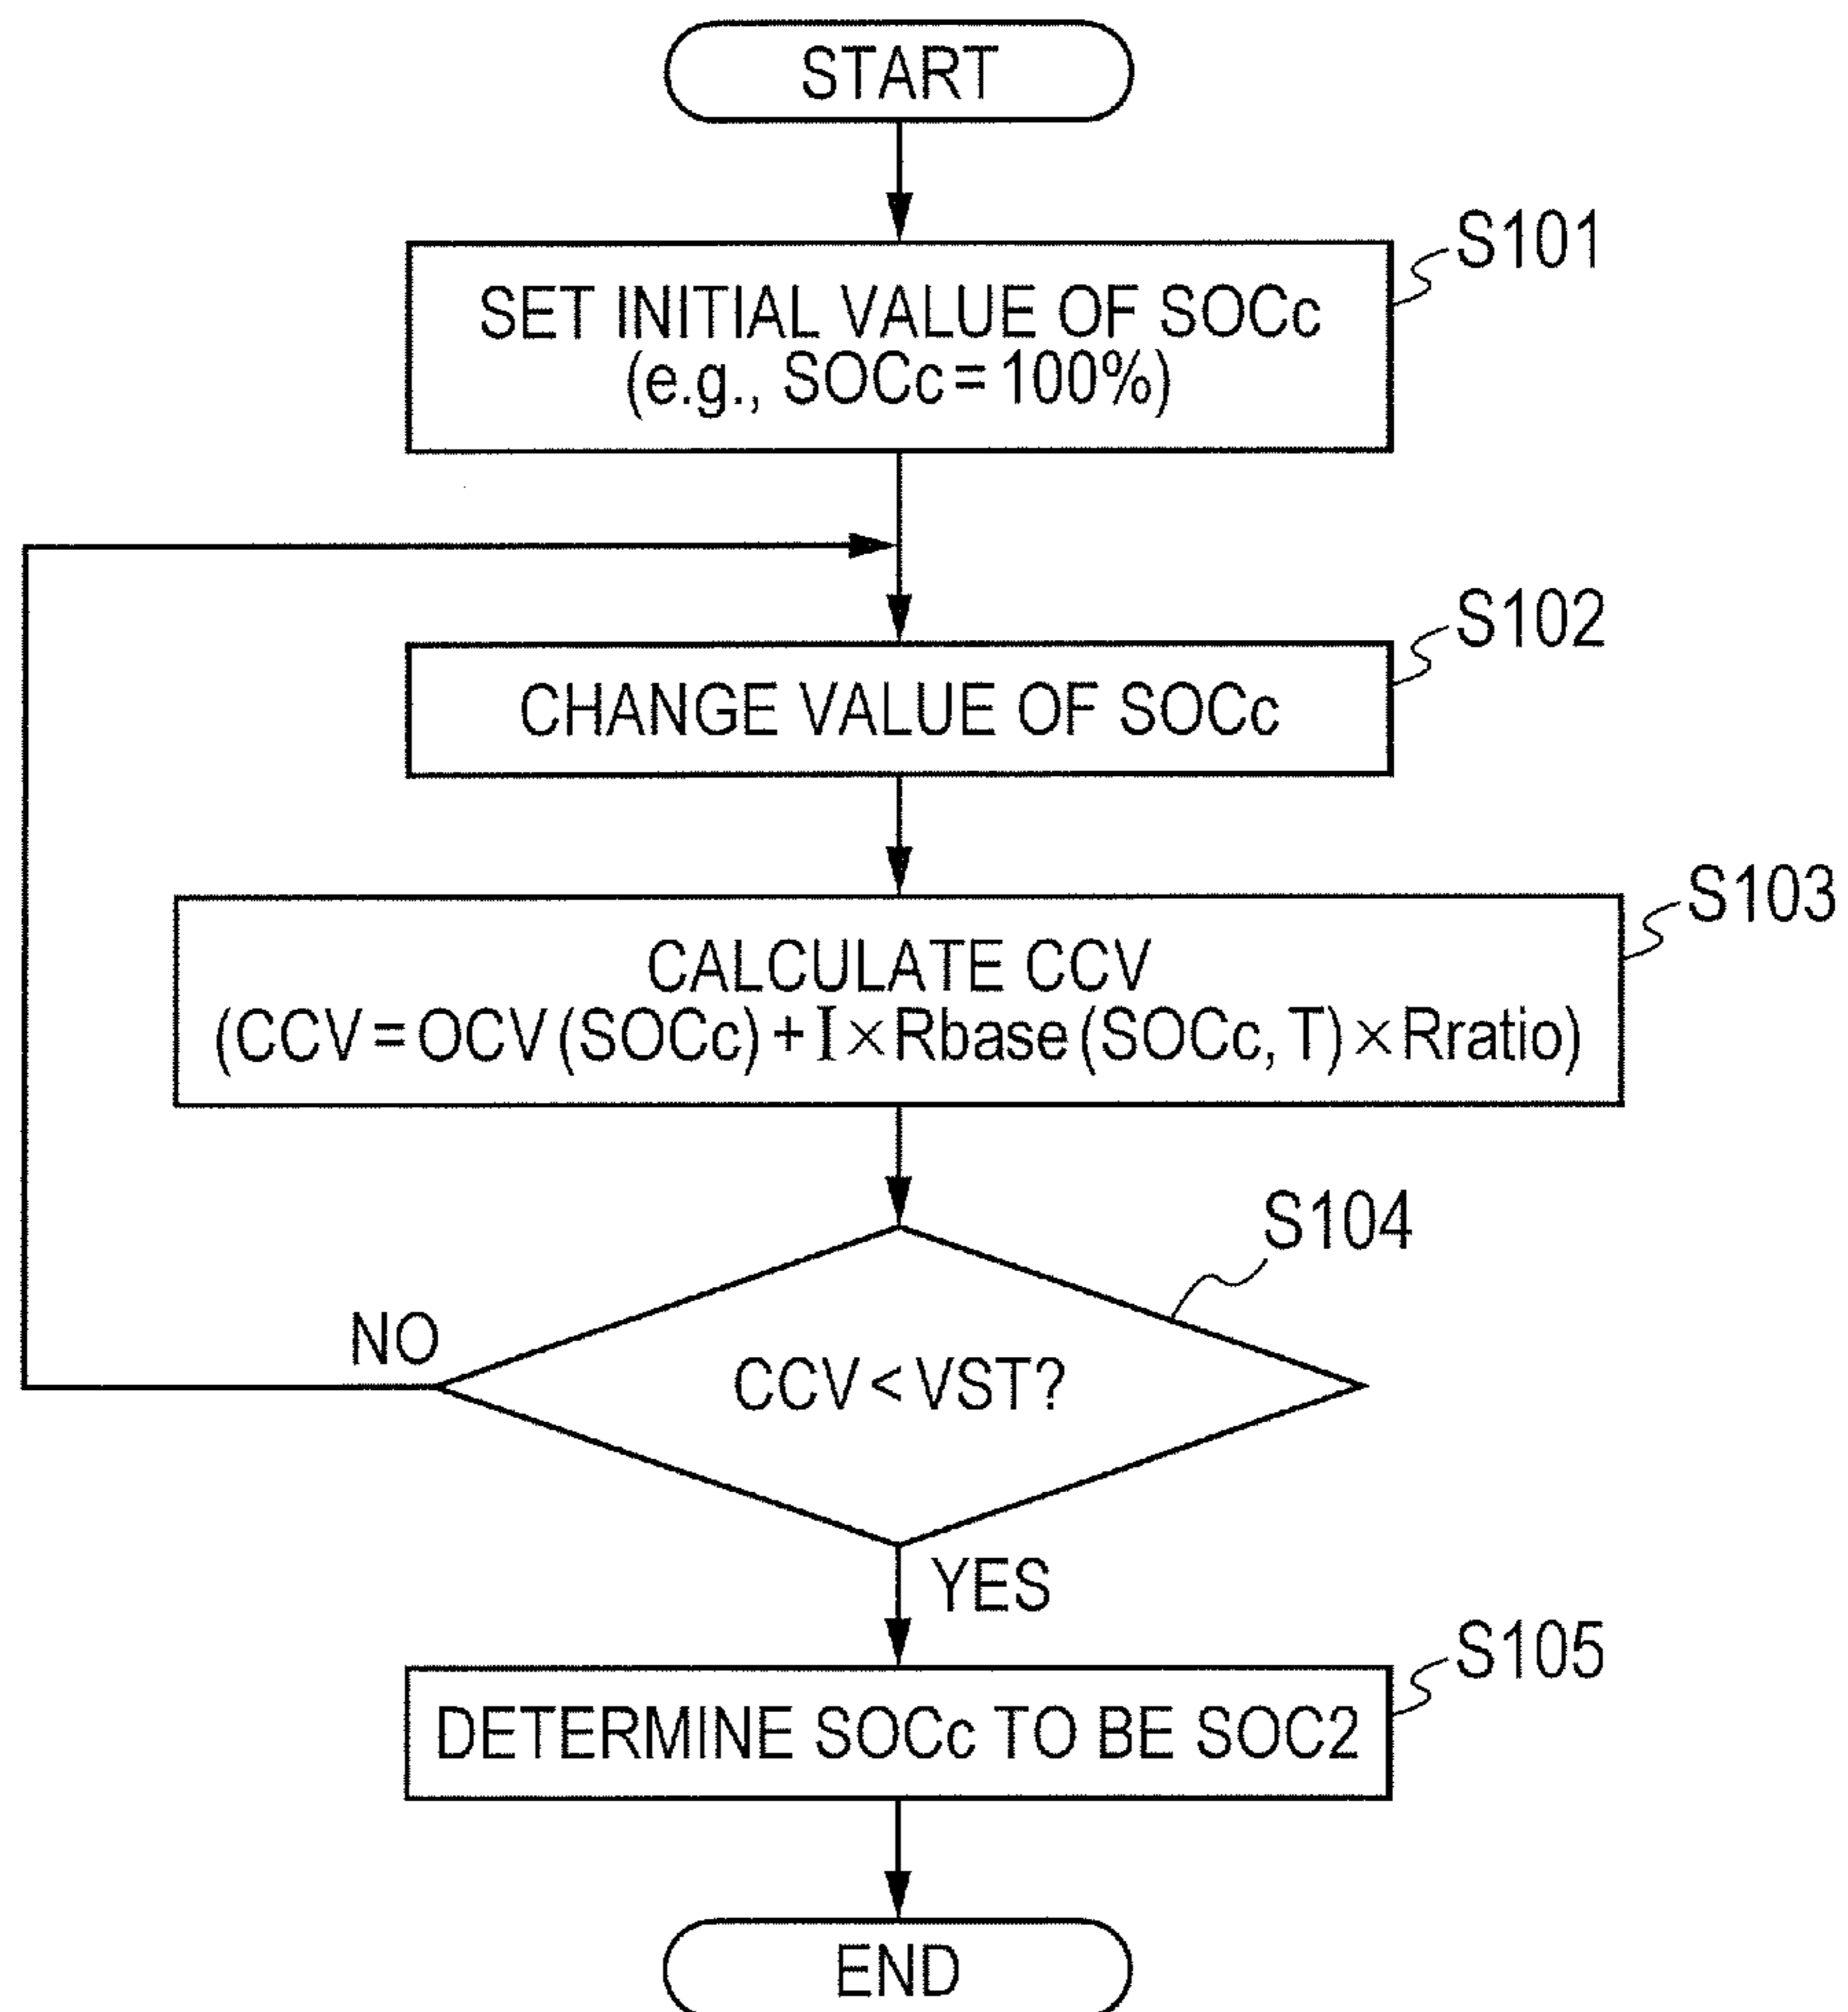 START
S101
SET INITIAL VALUE OF SOCc
(e.g., SOCc = 100%)
S102
CHANGE VALUE OF SOCc
S103
CALCULATE CCV
(CCV = OCV (SOCc) + I × Rbase (SOCc, T) × Rratio)
S104
NO
CCV < VST?
YES
S105
DETERMINE SOCc TO BE SOC2
END